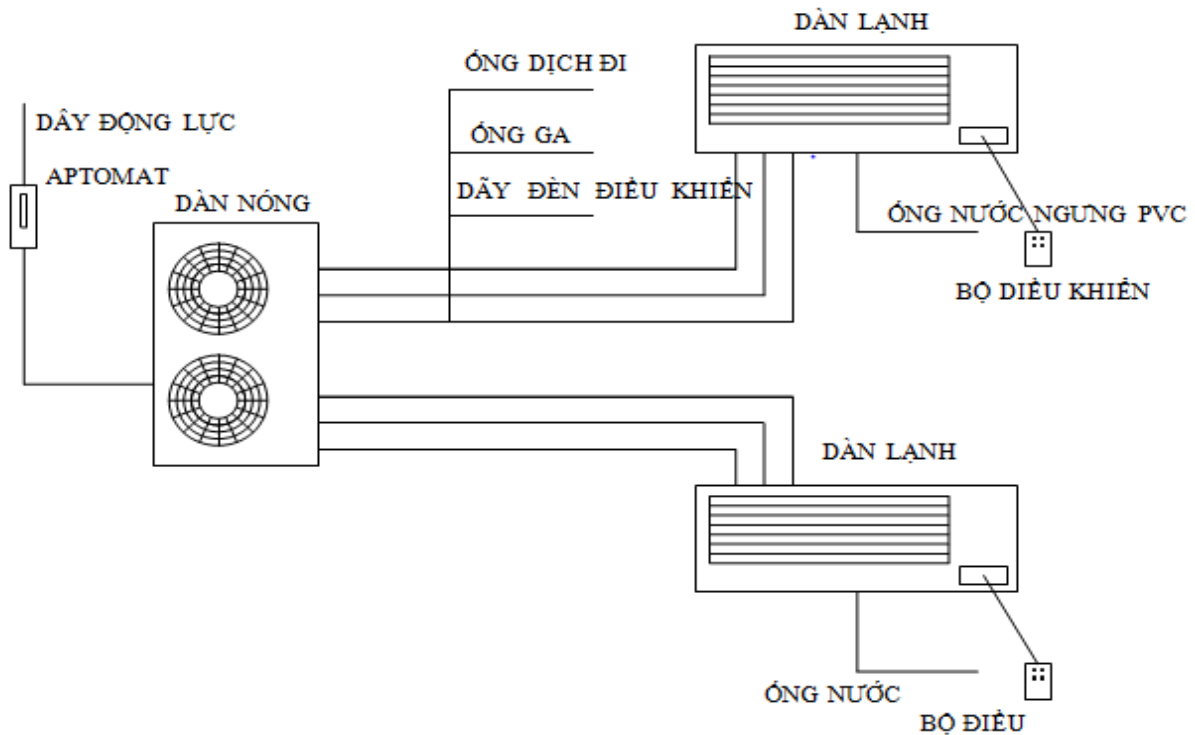 DÀN LẠNH
ỐNG DỊCH ĐI
DÂY ĐỘNG LỰC
ỐNG GA
APTOMAT
DÃY ĐÈN ĐIỀU KHIỂN
DÀN NÓNG
ỐNG NƯỚC NGƯNG PVC
BỘ DIỀU KHIỂN
DÀN LẠNH
ỐNG NƯỚC
BỘ ĐIỀU